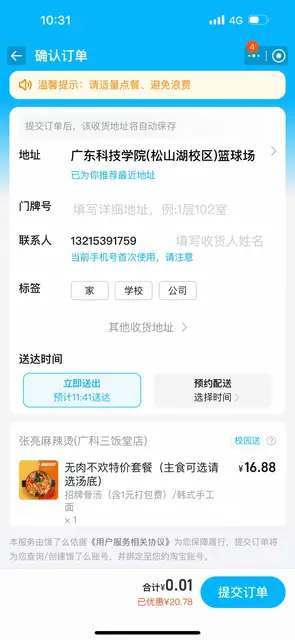 10:31
4G
4
确认订单
温馨提示：请适量点餐、避免浪费
提交订单后，该收货地址将自动保存
地址
广东科技学院(松山湖校区)篮球场
已为你推荐最近地址
门牌号
填写详细地址，例:1层102室
联系人
13215391759
填写收货人姓名
当前手机号首次使用，请注意
标签
家
学校
公司
其他收货地址 >
送达时间
立即送出
预计11:41送达
预约配送
选择时间 >
张亮麻辣烫(广科三饭堂店)
校园送
无肉不欢特价套餐（主食可选请
选汤底）
¥16.88
招牌骨汤（含1元打包费）/韩式手工
面
× 1
本服务由饿了么依据《用户服务相关协议》为您保障履行，提交订单将
为您查询/创建饿了么账号，并绑定至您的淘宝账号。
合计¥0.01
已优惠¥20.78
提交订单